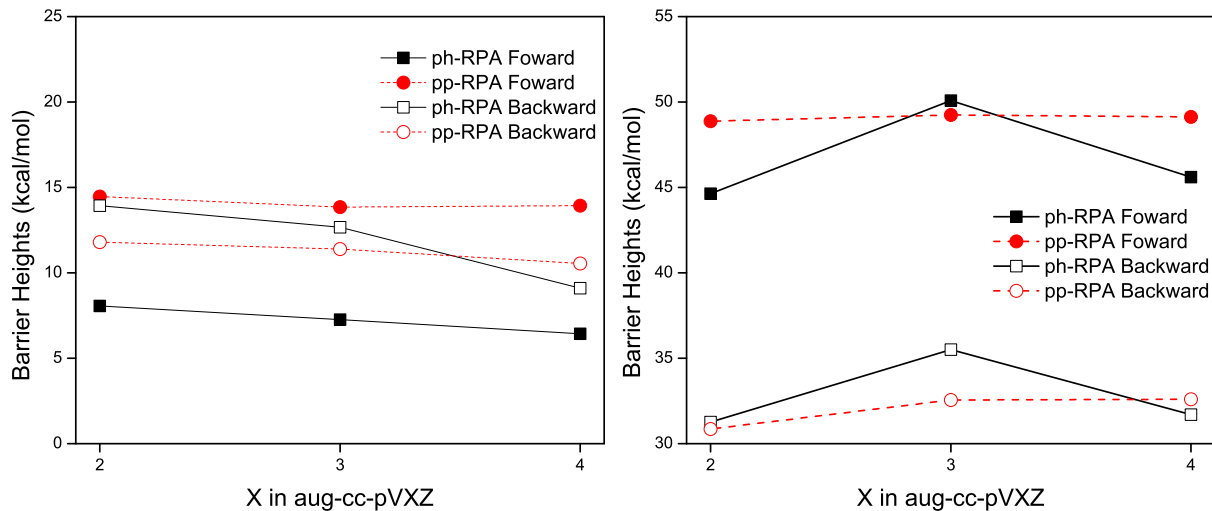 25
20
15
10
5
0
Barrier Heights (kcal/mol)
ph-RPA Foward
pp-RPA Foward
ph-RPA Backward
pp-RPA Backward
2
3
4
X in aug-cc-pVXZ
55
50
45
40
35
30
Barrier Heights (kcal/mol)
ph-RPA Foward
pp-RPA Foward
ph-RPA Backward
pp-RPA Backward
2
3
4
X in aug-cc-pVXZ